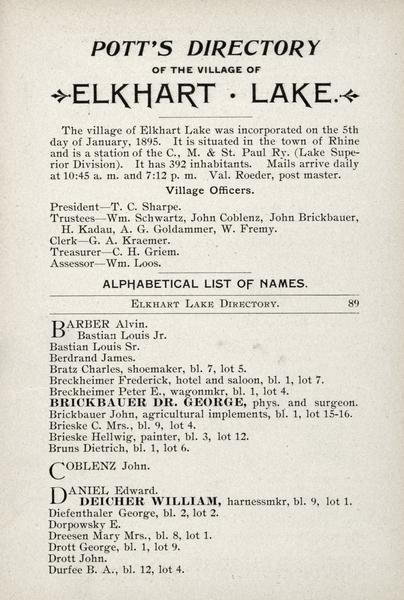 POTT'S DIRECTORY
OF THE VILLAGE OF
ELKHART · LAKE.
The village of Elkhart Lake was incorporated on the 5th
day of January, 1895. It is situated in the town of Rhine
and is a station of the C., M. & St. Paul Ry. (Lake Supe-
rior Division). It has 392 inhabitants. Mails arrive daily
at 10:45 a. m. and 7:12 p. m. Val. Roeder, post master.
Village Officers.
President—T. C. Sharpe.
Trustees—Wm. Schwartz, John Coblenz, John Brickbauer,
H. Kadau, A. G. Goldammer, W. Fremy.
Clerk—G. A. Kraemer.
Treasurer—C. H. Griem.
Assessor—Wm. Loos.
ALPHABETICAL LIST OF NAMES.
ELKHART LAKE DIRECTORY. 89
BARBER Alvin.
Bastian Louis Jr.
Bastian Louis Sr.
Berdrand James.
Bratz Charles, shoemaker, bl. 7, lot 5.
Breckheimer Frederick, hotel and saloon, bl. 1, lot 7.
Breckheimer Peter E., wagonmkr, bl. 1, lot 4.
BRICKBAUER DR. GEORGE, phys. and surgeon.
Brickbauer John, agricultural implements, bl. 1, lot 15-16.
Brieske C. Mrs., bl. 9, lot 4.
Brieske Hellwig, painter, bl. 3, lot 12.
Bruns Dietrich, bl. 1, lot 6.
COBLENZ John.
DANIEL Edward.
DEICHER WILLIAM, harnessmkr, bl. 9, lot 1.
Diefenthaler George, bl. 2, lot 2.
Dorpowsky E.
Dreesen Mary Mrs., bl. 8, lot 1.
Drott George, bl. 1, lot 9.
Drott John.
Durfee B. A., bl. 12, lot 4.